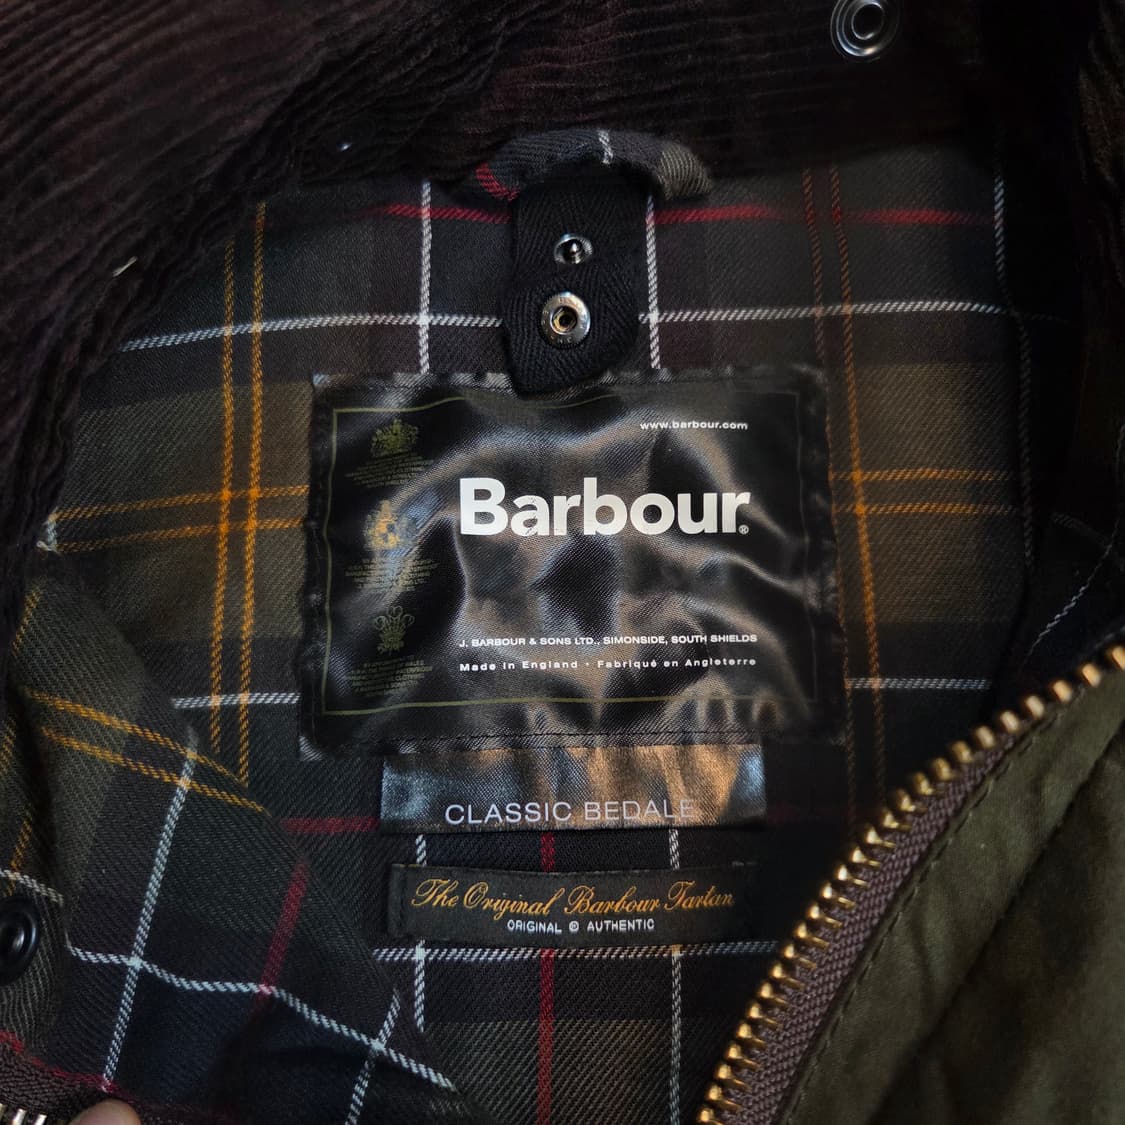 www.barbour.com
Barbour®
J. BARBOUR & SONS LTD., SIMONSIDE, SOUTH SHIELDS
Made in England • Fabriqué en Angleterre
CLASSIC BEDALE
The Original Barbour Tartan
ORIGINAL © AUTHENTIC